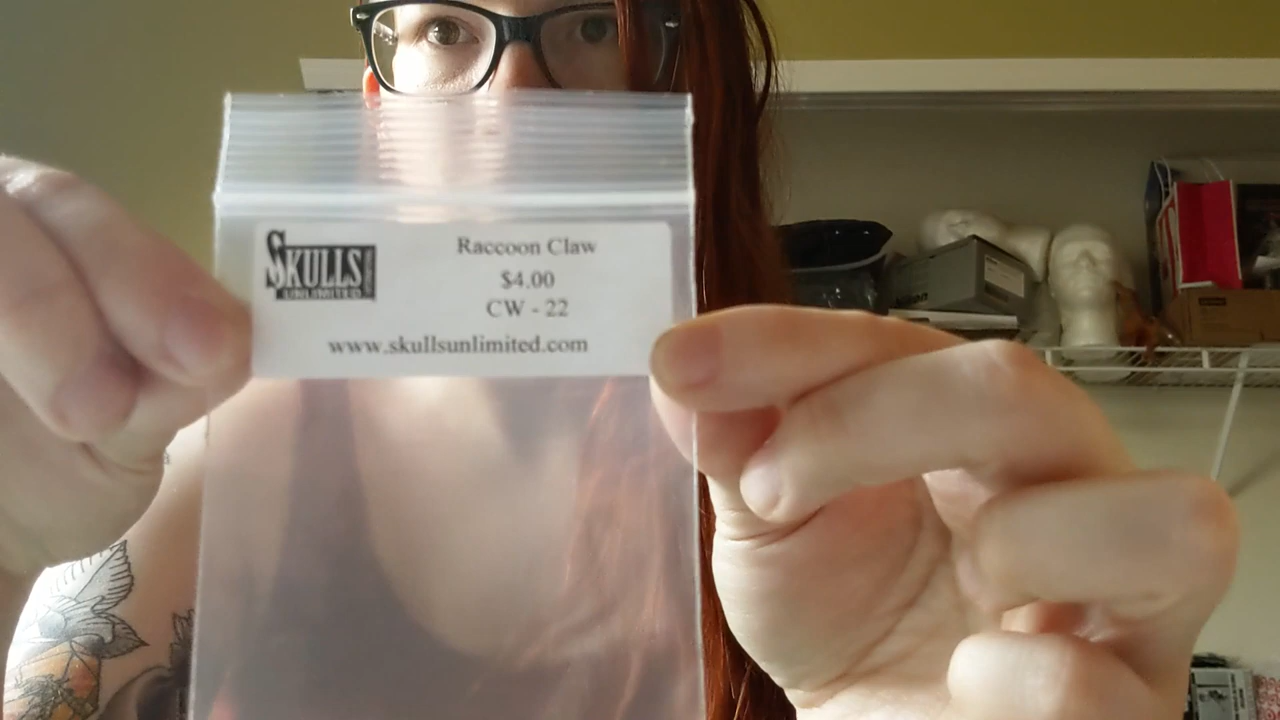 SKULLS
UNLIMITED
Raccoon Claw
$4.00
CW - 22
www.skullsunlimited.com